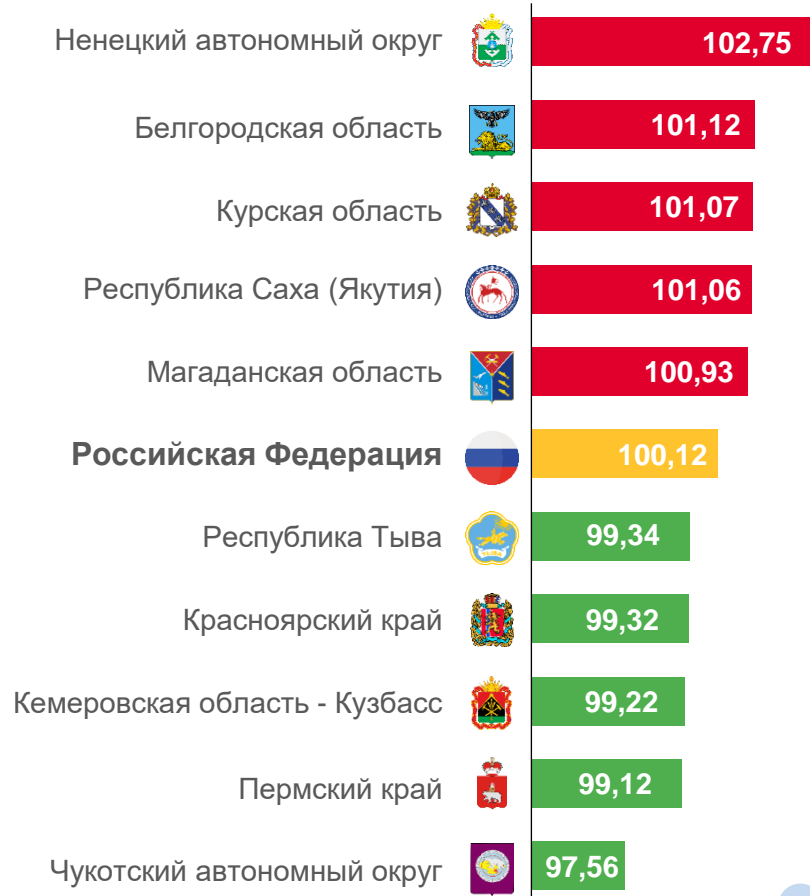 Ненецкий автономный округ 102,75
Белгородская область 101,12
Курская область 101,07
Республика Саха (Якутия) 101,06
Магаданская область 100,93
Российская Федерация 100,12
Республика Тыва 99,34
Красноярский край 99,32
Кемеровская область - Кузбасс 99,22
Пермский край 99,12
Чукотский автономный округ 97,56